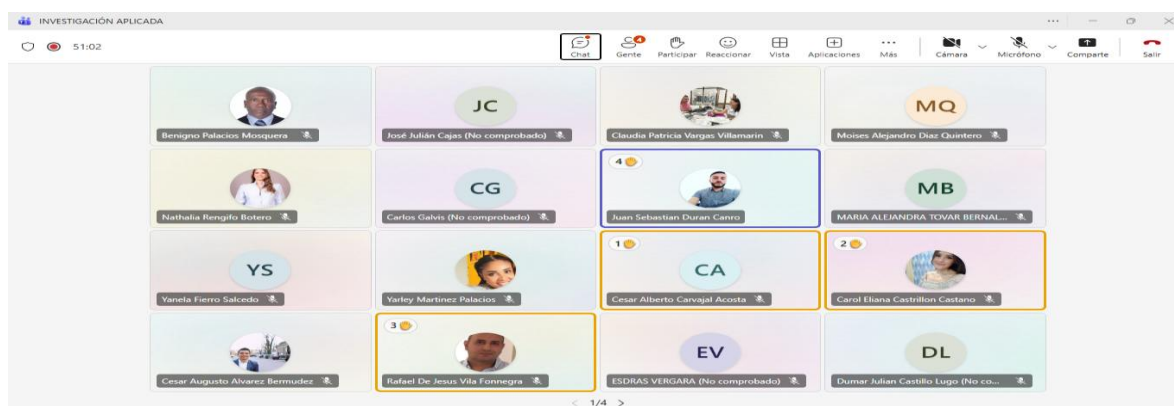 INVESTIGACIÓN APLICADA
51:02
Chat
4
Gente
Participar
Reaccionar
Vista
Aplicaciones
Más
Cámara
Micrófono
Comparte
Salir
Benigno Palacios Mosquera
JC
José Julián Cajas (No comprobado)
Claudia Patricia Vargas Villamarin
MQ
Moises Alejandro Diaz Quintero
Nathalia Rengifo Botero
CG
Carlos Galvis (No comprobado)
4
Juan Sebastian Duran Canro
MB
MARIA ALEJANDRA TOVAR BERNAL...
YS
Yanela Fierro Salcedo
Yarley Martinez Palacios
1
CA
Cesar Alberto Carvajal Acosta
2
Carol Eliana Castrillon Castano
Cesar Augusto Alvarez Bermudez
3
Rafael De Jesus Vila Fonnegra
EV
ESDRAS VERGARA (No comprobado)
DL
Dumar Julian Castillo Lugo (No co...
< 1/4 >